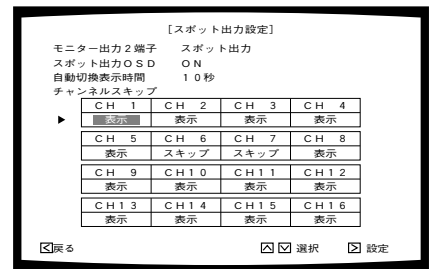 [スポット出力設定]
モニター出力2端子 スポット出力
スポット出力OSD ON
自動切換表示時間 10秒
チャンネルスキップ
CH 1 CH 2 CH 3 CH 4
▶ 表示 表示 表示 表示
CH 5 CH 6 CH 7 CH 8
表示 スキップ スキップ 表示
CH 9 CH10 CH11 CH12
表示 表示 表示 表示
CH13 CH14 CH15 CH16
表示 表示 表示 表示
戻る 選択 設定